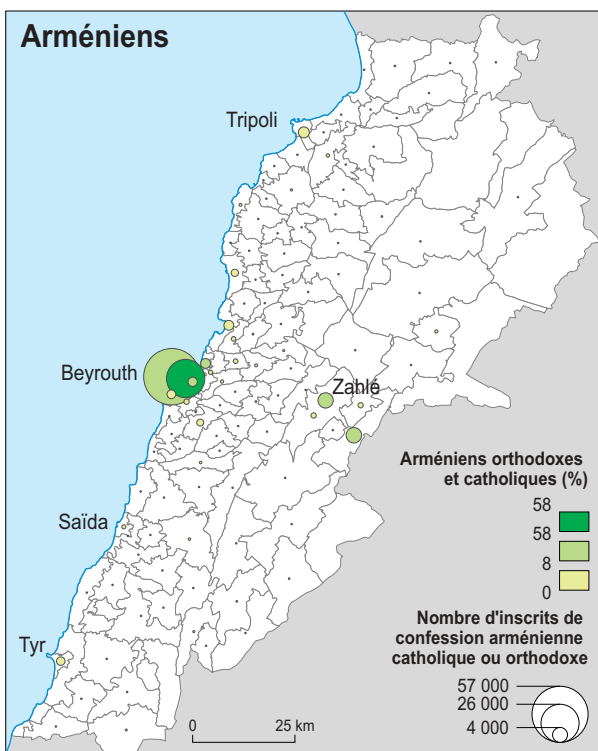 Arméniens
Tripoli
Beyrouth
Zahlé
Saïda
Tyr
Arméniens orthodoxes
et catholiques (%)
58
58
8
0
Nombre d'inscrits de
confession arménienne
catholique ou orthodoxe
57 000
26 000
4 000
0 25 km